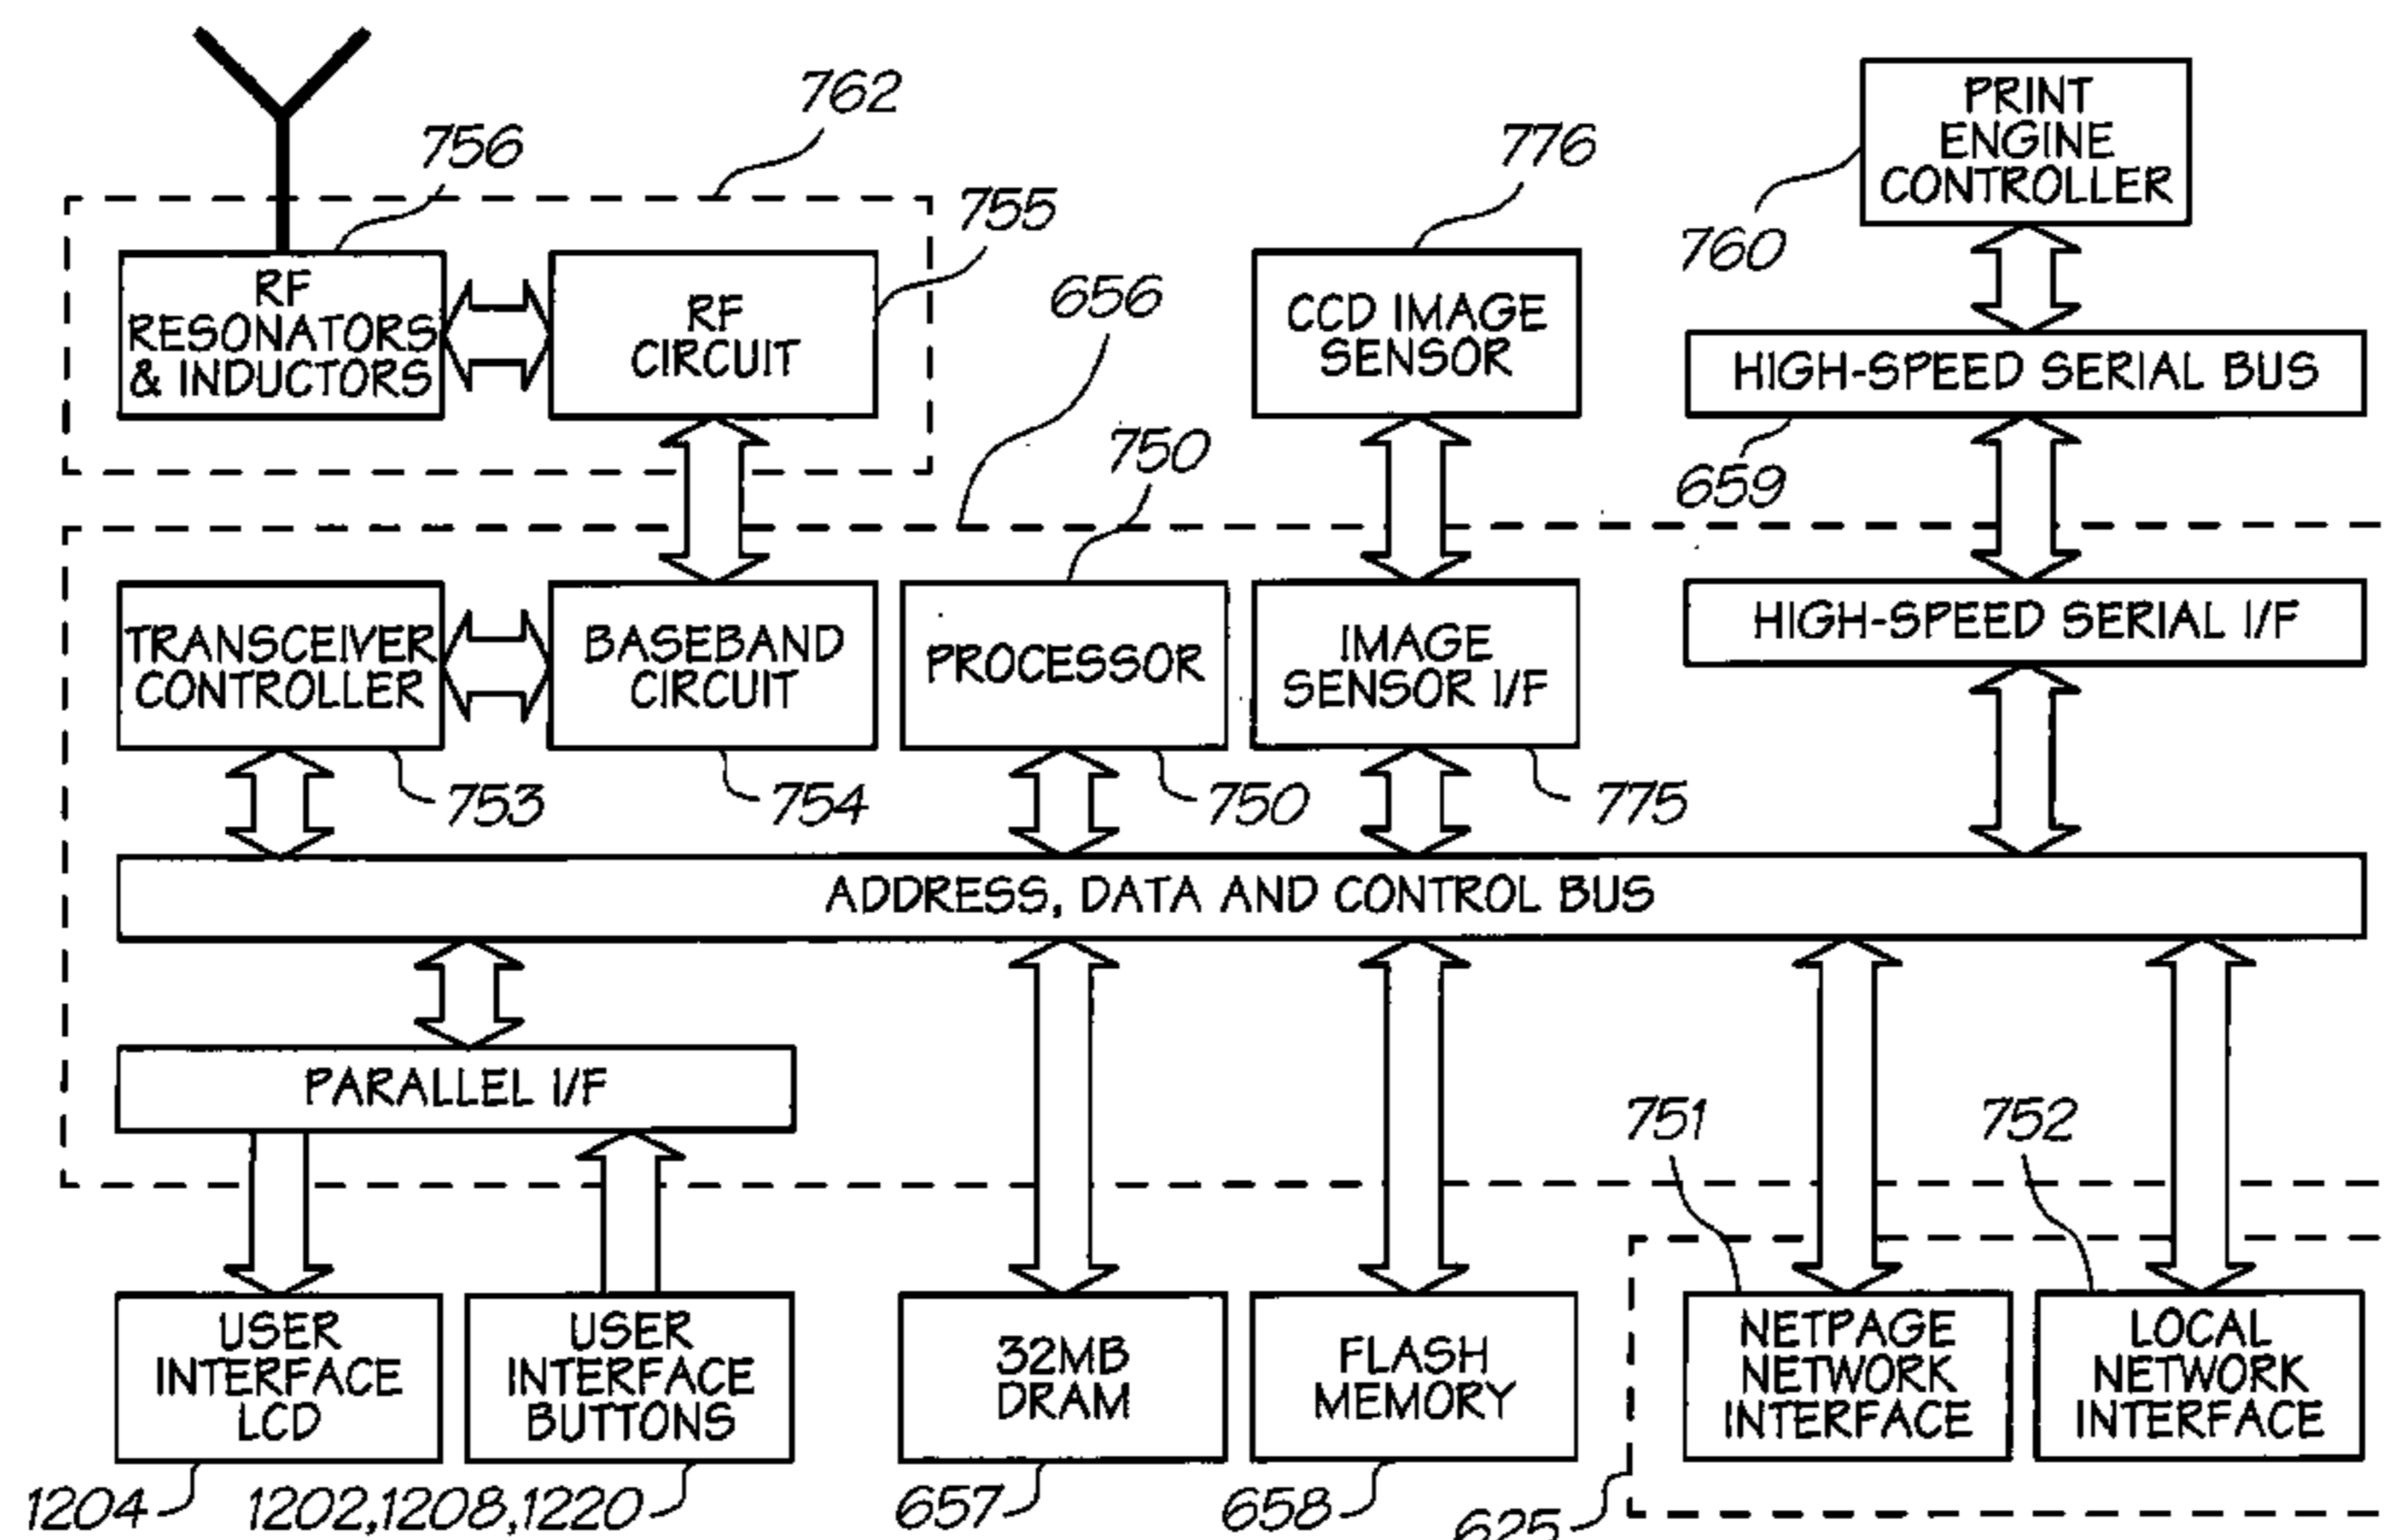 762
756
755
776
PRINT
ENGINE
CONTROLLER
760
RF
RESONATORS
& INDUCTORS
RF
CIRCUIT
656
CCD IMAGE
SENSOR
HIGH-SPEED SERIAL BUS
750
659
TRANSCEIVER
CONTROLLER
BASEBAND
CIRCUIT
PROCESSOR
IMAGE
SENSOR I/F
HIGH-SPEED SERIAL I/F
753
754
750
775
ADDRESS, DATA AND CONTROL BUS
PARALLEL I/F
751
752
USER
INTERFACE
LCD
USER
INTERFACE
BUTTONS
32MB
DRAM
FLASH
MEMORY
NETPAGE
NETWORK
INTERFACE
LOCAL
NETWORK
INTERFACE
1204
1202,1208,1220
657
658
625